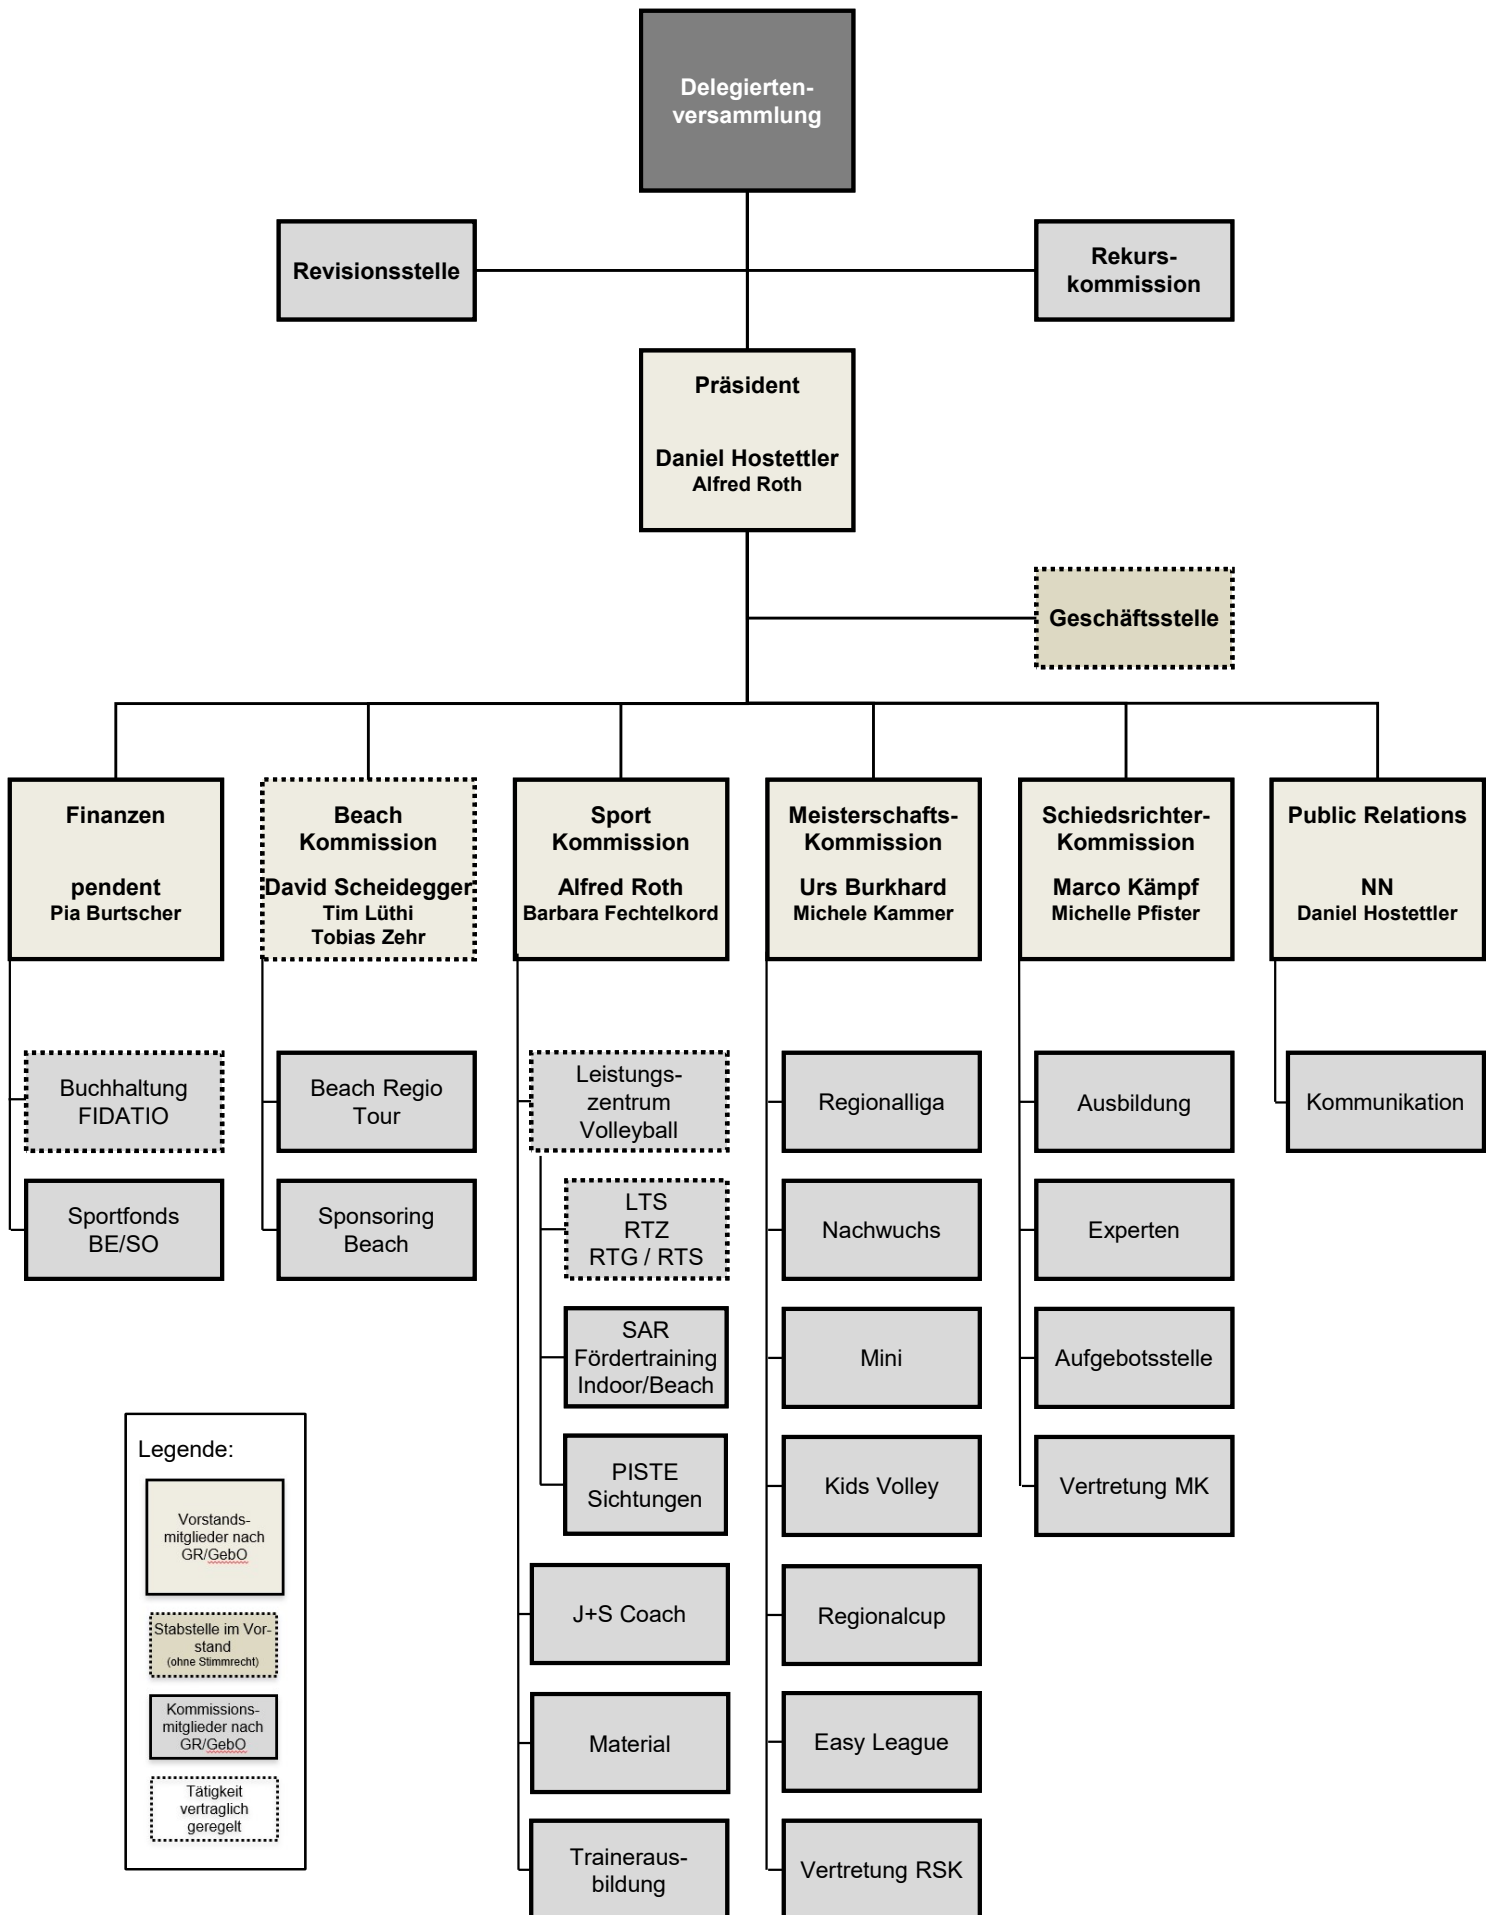 Delegierten-
versammlung
Revisionsstelle
Rekurs-
kommission
Präsident
Daniel Hostettler
Alfred Roth
Geschäftsstelle
Finanzen
pendent
Pia Burtscher
Beach
Kommission
David Scheidegger
Tim Lüthi
Tobias Zehr
Sport
Kommission
Alfred Roth
Barbara Fechtelkord
Meisterschafts-
Kommission
Urs Burkhard
Michele Kammer
Schiedsrichter-
Kommission
Marco Kämpf
Michelle Pfister
Public Relations
NN
Daniel Hostettler
Buchhaltung
FIDATIO
Sportfonds
BE/SO
Beach Regio
Tour
Sponsoring
Beach
Leistungs-
zentrum
Volleyball
LTS
RTZ
RTG / RTS
SAR
Fördertraining
Indoor/Beach
PISTE
Sichtungen
J+S Coach
Material
Traineraus-
bildung
Regionalliga
Nachwuchs
Mini
Kids Volley
Regionalcup
Easy League
Vertretung RSK
Ausbildung
Experten
Aufgebotsstelle
Vertretung MK
Kommunikation
Legende:
Vorstands-
mitglieder nach
GR/GebO
Stabstelle im Vor-
stand
(ohne Stimmrecht)
Kommissions-
mitglieder nach
GR/GebO
Tätigkeit
vertraglich
geregelt